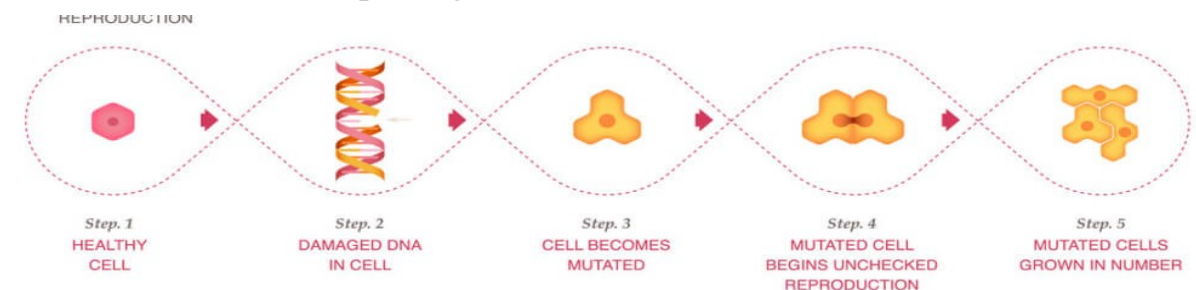 REPRODUCTION
Step. 1
HEALTHY
CELL
Step. 2
DAMAGED DNA
IN CELL
Step. 3
CELL BECOMES
MUTATED
Step. 4
MUTATED CELL
BEGINS UNCHECKED
REPRODUCTION
Step. 5
MUTATED CELLS
GROWN IN NUMBER